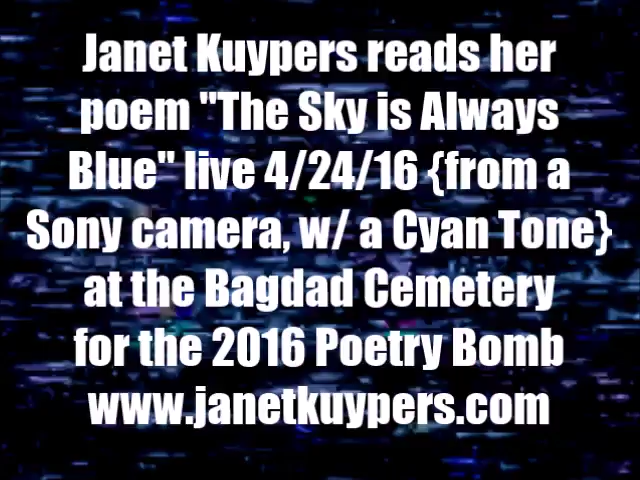 Janet Kuypers reads her
poem "The Sky is Always
Blue" live 4/24/16 {from a
Sony camera, w/ a Cyan Tone}
at the Bagdad Cemetery
for the 2016 Poetry Bomb
www.janetkuypers.com